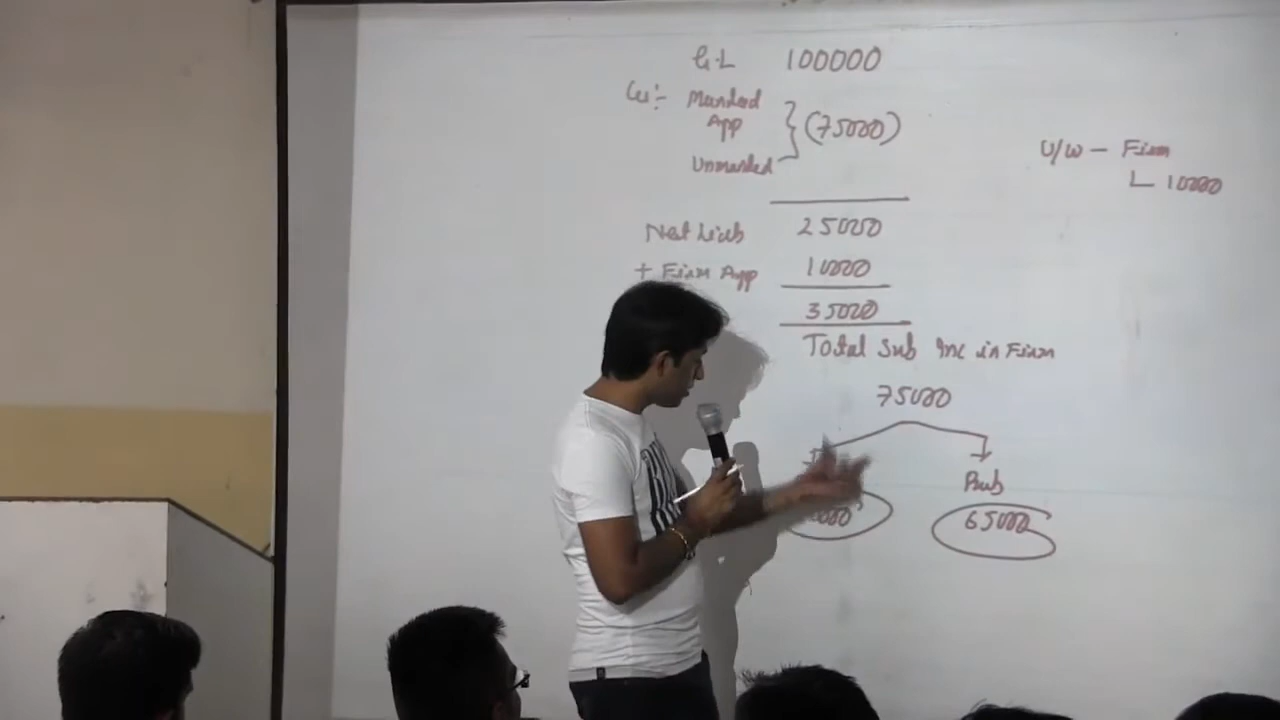 G.L 100000
Les:- Marked App } (75000)
Unmarked
U/W - Firm
L 10000
Net Liab 25000
+ Firm App 10000
35000
Total Sub Inc in Firm
75000
Pub
65000